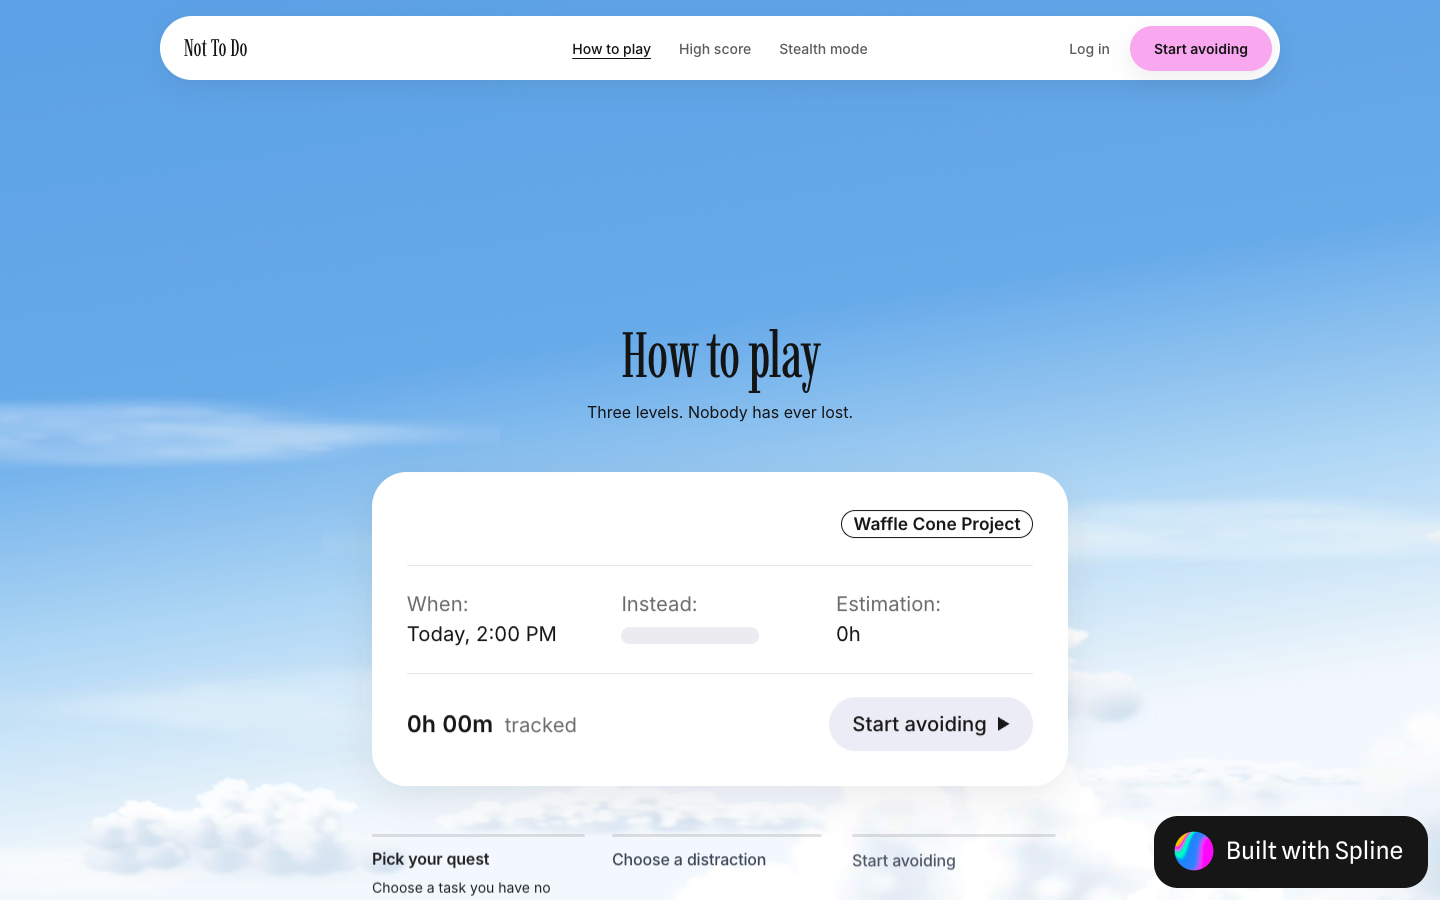 Not To Do
How to play
High score
Stealth mode
Log in
Start avoiding
How to play
Three levels. Nobody has ever lost.
Waffle Cone Project
When:
Today, 2:00 PM
Instead:
Estimation:
0h
0h 00m tracked
Start avoiding
Pick your quest
Choose a task you have no
Choose a distraction
Start avoiding
Built with Spline